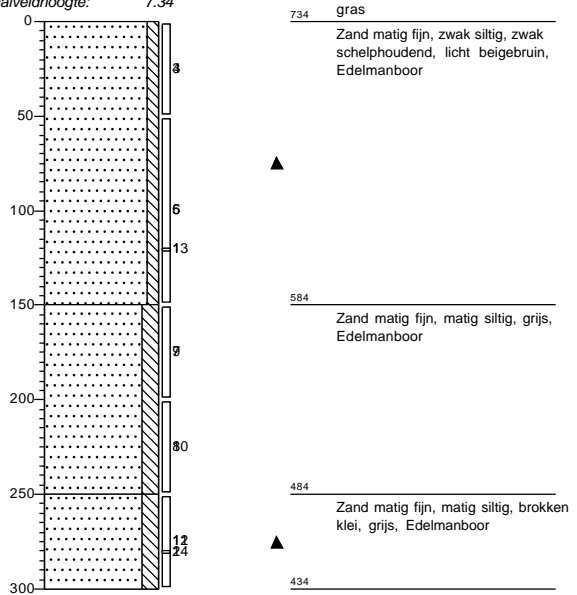 7.34
734
gras
0
Zand matig fijn, zwak siltig, zwak
schelphoudend, licht beigebruin,
Edelmanboor
50
100
6
13
150
584
Zand matig fijn, matig siltig, grijs,
Edelmanboor
200
250
484
Zand matig fijn, matig siltig, brokken
klei, grijs, Edelmanboor
300
434